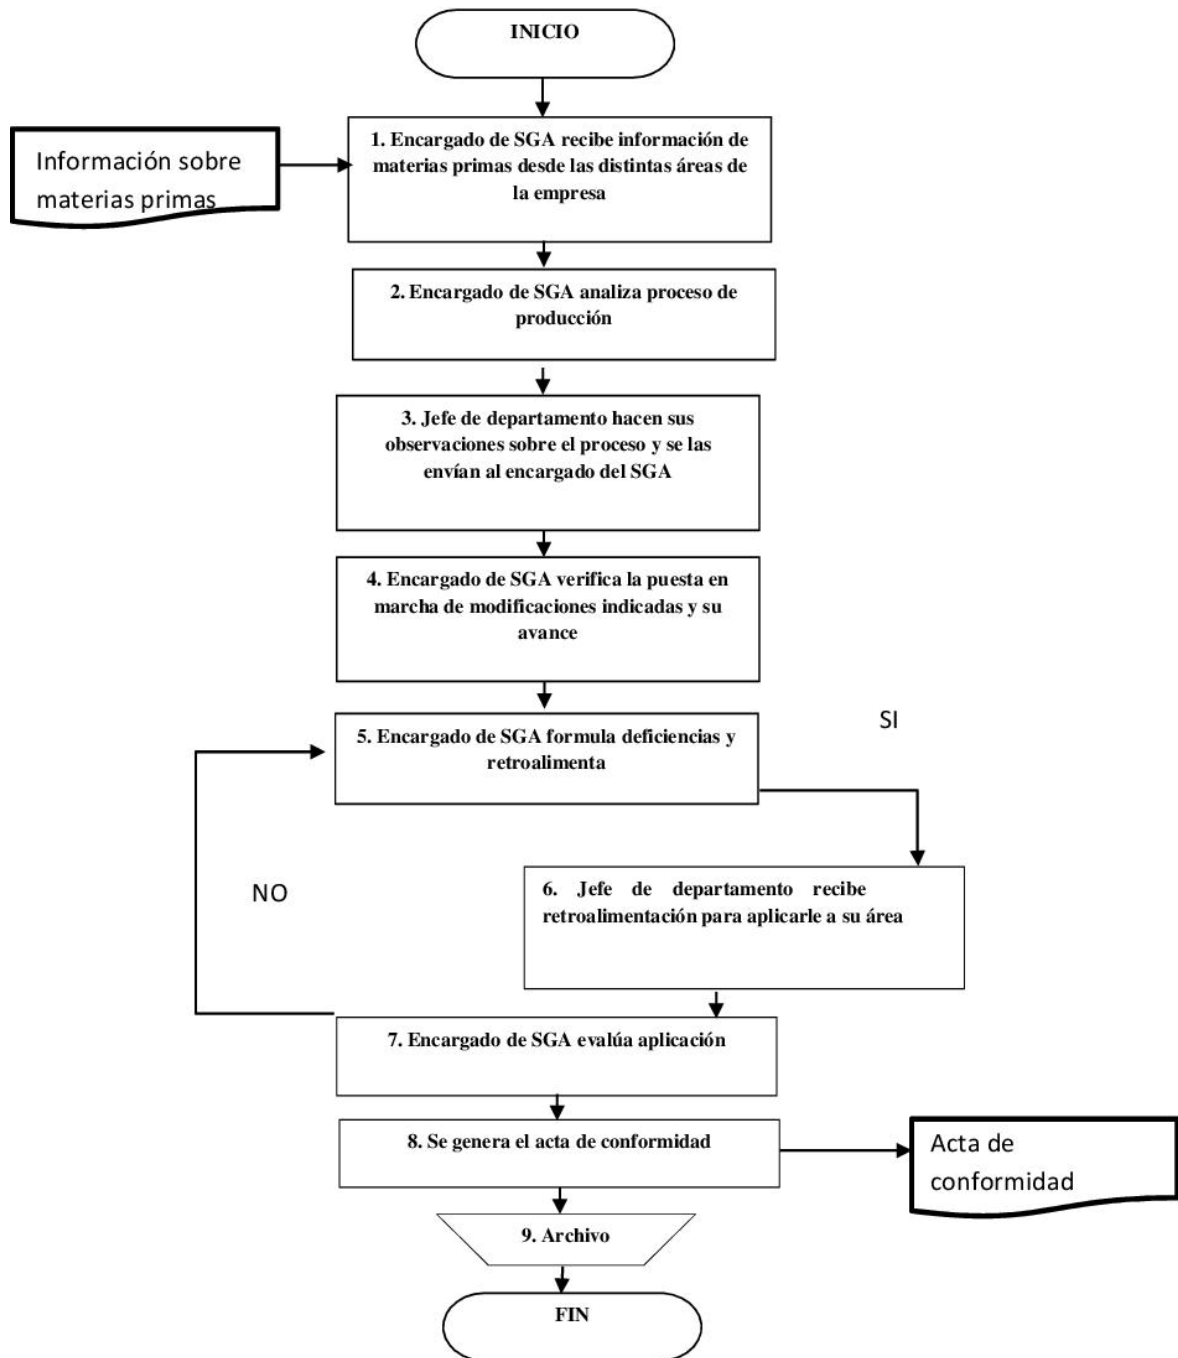 INICIO
Información sobre
materias primas
1. Encargado de SGA recibe información de
materias primas desde las distintas áreas de
la empresa
2. Encargado de SGA analiza proceso de
producción
3. Jefe de departamento hacen sus
observaciones sobre el proceso y se las
envían al encargado del SGA
4. Encargado de SGA verifica la puesta en
marcha de modificaciones indicadas y su
avance
SI
5. Encargado de SGA formula deficiencias y
retroalimenta
NO
6. Jefe de departamento recibe
retroalimentación para aplicarle a su área
7. Encargado de SGA evalúa aplicación
8. Se genera el acta de conformidad
Acta de
conformidad
9. Archivo
FIN